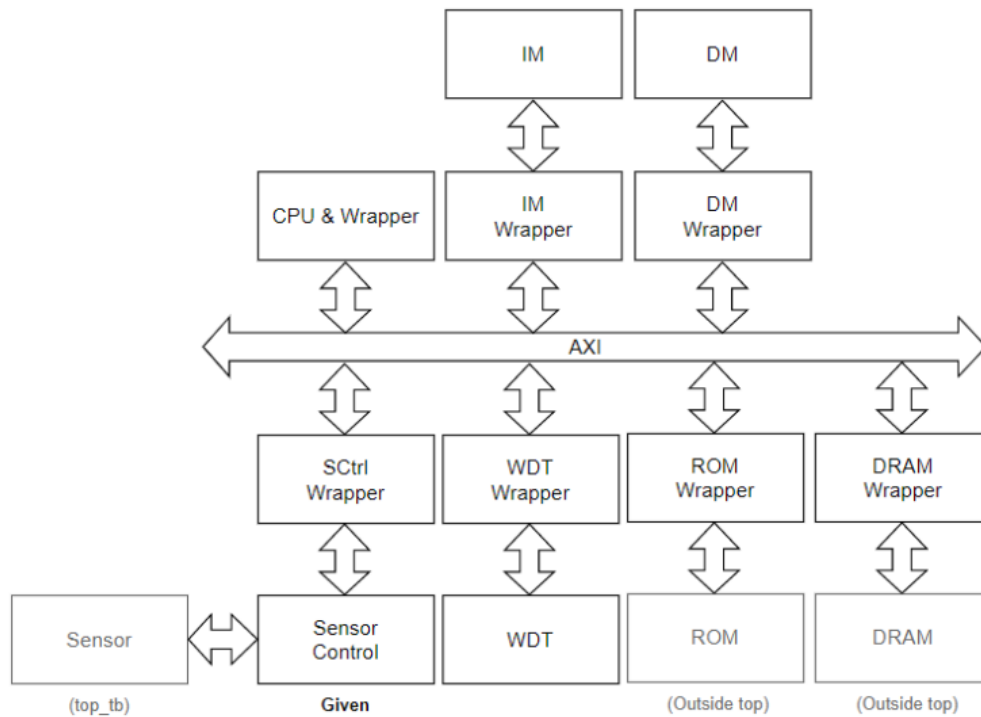 IM
DM
CPU & Wrapper
IM
Wrapper
DM
Wrapper
AXI
SCtrl
Wrapper
WDT
Wrapper
ROM
Wrapper
DRAM
Wrapper
Sensor
Sensor
Control
WDT
ROM
DRAM
(top_tb)
Given
(Outside top)
(Outside top)